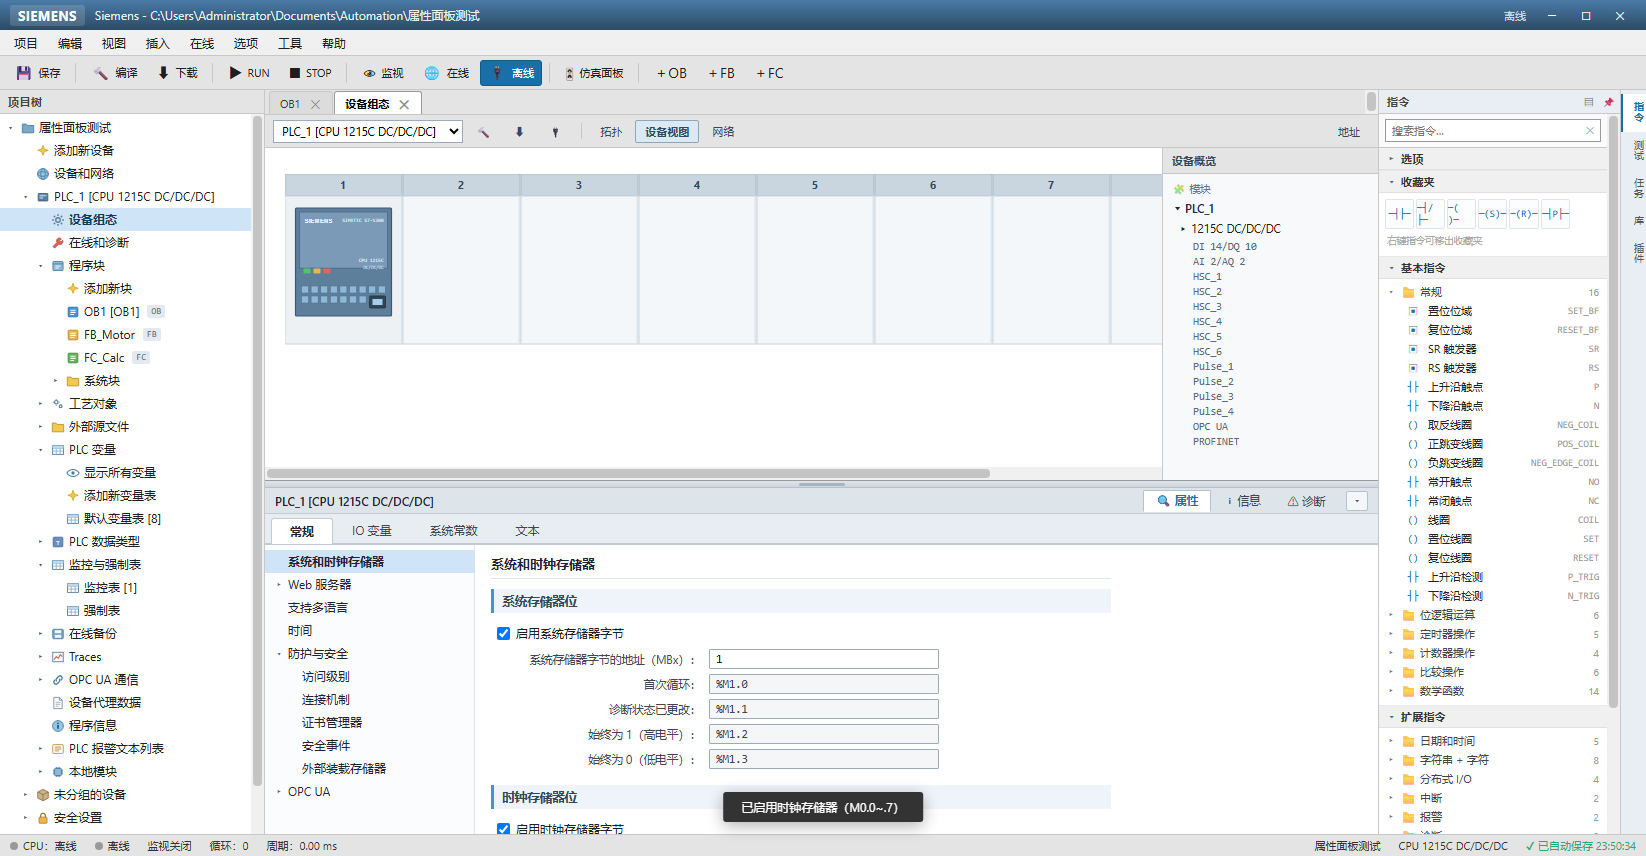 SIEMENS Siemens - C:\Users\Administrator\Documents\Automation\属性面板测试 离线
项目 编辑 视图 插入 在线 选项 工具 帮助
保存 编译 下载 RUN STOP 监视 在线 离线 仿真面板 +OB +FB +FC
项目树
属性面板测试
添加新设备
设备和网络
PLC_1 [CPU 1215C DC/DC/DC]
设备组态
在线和诊断
程序块
添加新块
OB1 [OB1] OB
FB_Motor FB
FC_Calc FC
系统块
工艺对象
外部源文件
PLC 变量
显示所有变量
添加新变量表
默认变量表 [8]
PLC 数据类型
监控与强制表
监控表 [1]
强制表
在线备份
Traces
OPC UA 通信
设备代理数据
程序信息
PLC 报警文本列表
本地模块
未分组的设备
安全设置
OB1 设备组态
PLC_1 [CPU 1215C DC/DC/DC] 拓扑 设备视图 网络 地址
1 2 3 4 5 6 7
SIEMENS SIMATIC S7-1200
CPU 1215C
DC/DC/DC
设备概览
模块
PLC_1
1215C DC/DC/DC
DI 14/DQ 10
AI 2/AQ 2
HSC_1
HSC_2
HSC_3
HSC_4
HSC_5
HSC_6
Pulse_1
Pulse_2
Pulse_3
Pulse_4
OPC UA
PROFINET
PLC_1 [CPU 1215C DC/DC/DC] 属性 信息 诊断
常规 IO 变量 系统常数 文本
系统和时钟存储器
Web 服务器
支持多语言
时间
防护与安全
访问级别
连接机制
证书管理器
安全事件
外部装载存储器
OPC UA
系统和时钟存储器
系统存储器位
启用系统存储器字节
系统存储器字节的地址（MBx）： 1
首次循环： %M1.0
诊断状态已更改： %M1.1
始终为 1（高电平）： %M1.2
始终为 0（低电平）： %M1.3
时钟存储器位
已启用时钟存储器（M0.0~.7）
启用时钟存储器字节
指令
搜索指令...
选项
收藏夹
⊣⊢ ⊣/⊢ -( )- -(S)- -(R)- ⊣P⊢
右键指令可移出收藏夹
基本指令
常规 16
置位位域 SET_BF
复位位域 RESET_BF
SR 触发器 SR
RS 触发器 RS
上升沿触点 P
下降沿触点 N
取反线圈 NEG_COIL
正跳变线圈 POS_COIL
负跳变线圈 NEG_EDGE_COIL
常开触点 NO
常闭触点 NC
线圈 COIL
置位线圈 SET
复位线圈 RESET
上升沿检测 P_TRIG
下降沿检测 N_TRIG
位逻辑运算 6
定时器操作 5
计数器操作 4
比较操作 6
数学函数 14
扩展指令
日期和时间 5
字符串 + 字符 8
分布式 I/O 4
中断 2
报警 2
指令
测试
任务
库
插件
CPU： 离线 离线 监视关闭 循环： 0 周期： 0.00 ms 属性面板测试 CPU 1215C DC/DC/DC ✓ 已自动保存 23:50:34